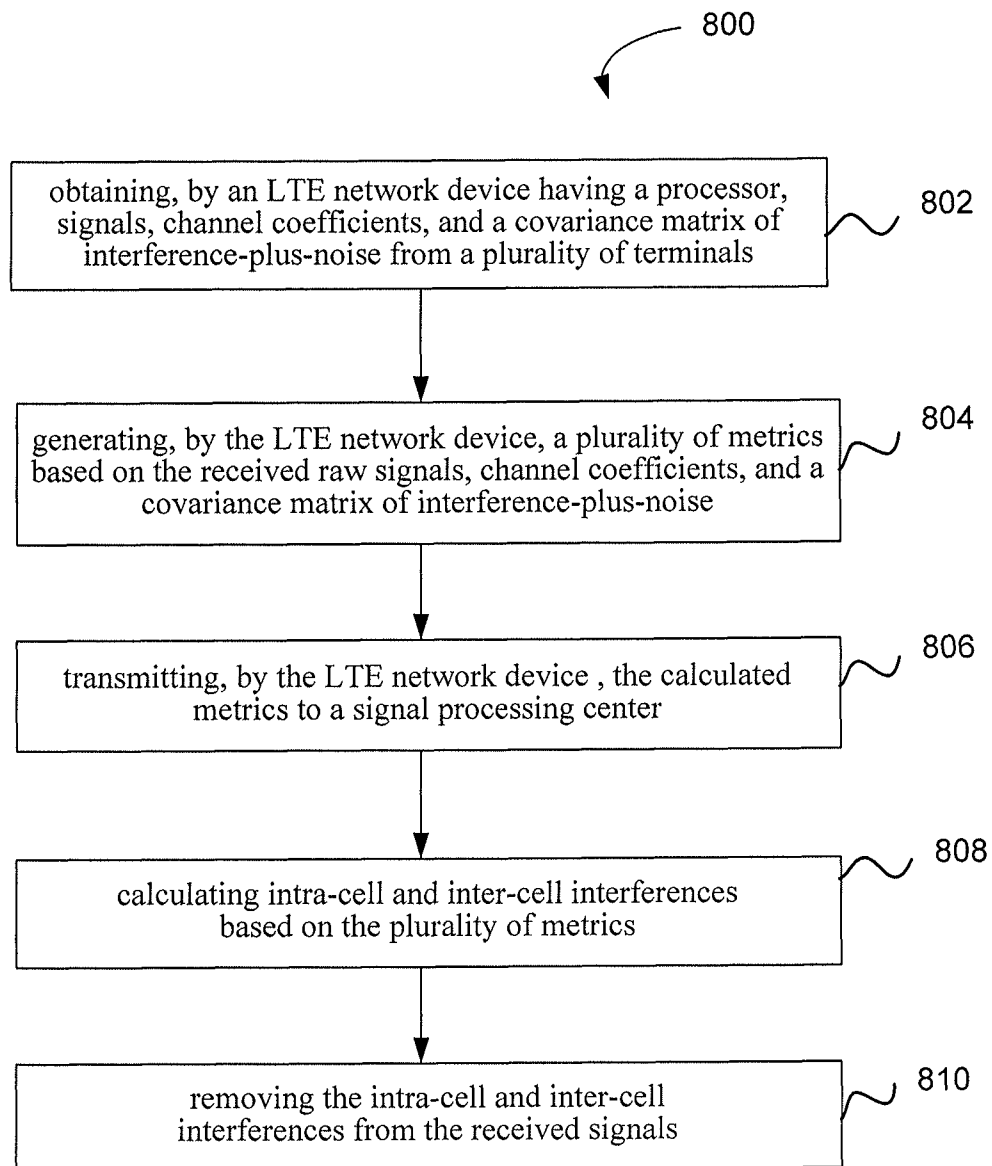 800
obtaining, by an LTE network device having a processor,
signals, channel coefficients, and a covariance matrix of
interference-plus-noise from a plurality of terminals
802
generating, by the LTE network device, a plurality of metrics
based on the received raw signals, channel coefficients, and a
covariance matrix of interference-plus-noise
804
transmitting, by the LTE network device , the calculated
metrics to a signal processing center
806
calculating intra-cell and inter-cell interferences
based on the plurality of metrics
808
removing the intra-cell and inter-cell
interferences from the received signals
810